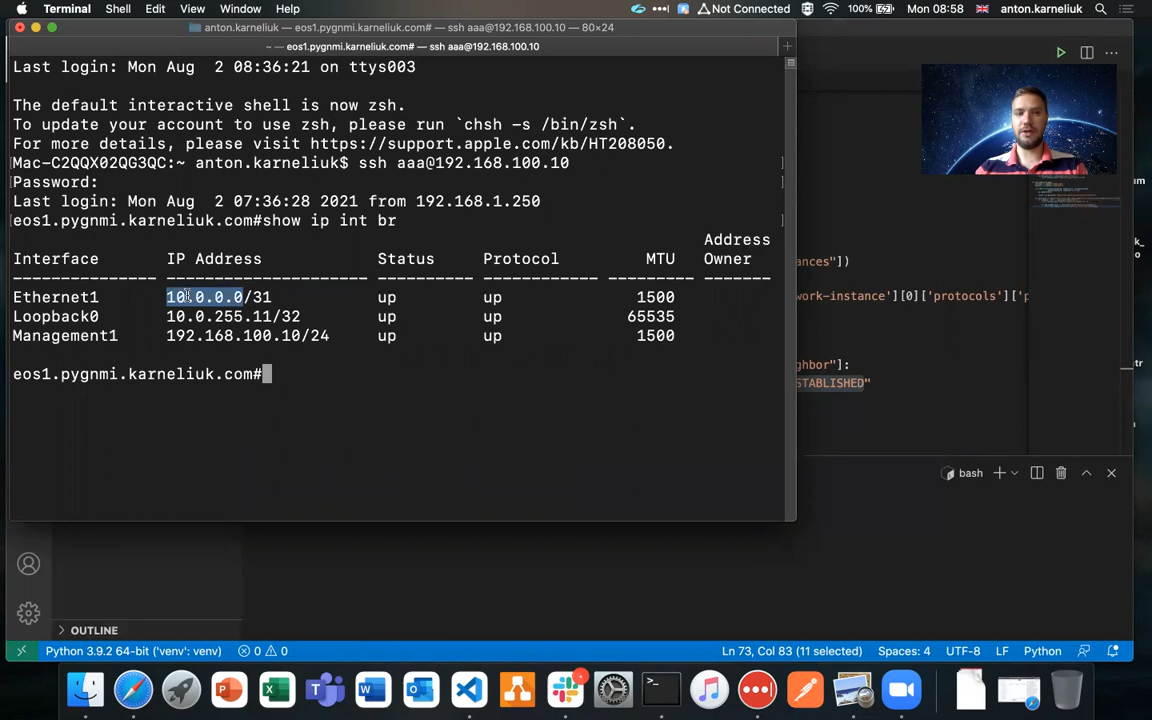 Terminal Shell Edit View Window Help Not Connected 100% Mon 08:58 anton.karneliuk
anton.karneliuk — eos1.pygnmi.karneliuk.com# — ssh aaa@192.168.100.10 — 80×24
~ — eos1.pygnmi.karneliuk.com# — ssh aaa@192.168.100.10
Last login: Mon Aug  2 08:36:21 on ttys003
The default interactive shell is now zsh.
To update your account to use zsh, please run `chsh -s /bin/zsh`.
For more details, please visit https://support.apple.com/kb/HT208050.
Mac-C2QQX02QG3QC:~ anton.karneliuk$ ssh aaa@192.168.100.10
Password:
Last login: Mon Aug  2 07:36:28 2021 from 192.168.1.250
eos1.pygnmi.karneliuk.com#show ip int br
Address
Interface IP Address Status Protocol MTU Owner
Ethernet1 10.0.0.0/31 up up 1500
Loopback0 10.0.255.11/32 up up 65535
Management1 192.168.100.10/24 up up 1500
eos1.pygnmi.karneliuk.com#
ances"])
work-instance'][0]['protocols']['p
ghbor"]:
STABLISHED"
bash
OUTLINE
Python 3.9.2 64-bit ('venv': venv) 0 0 Ln 73, Col 83 (11 selected) Spaces: 4 UTF-8 LF Python